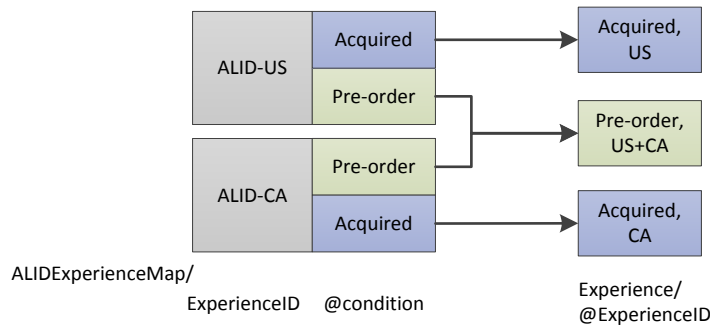 ALID-US
Acquired
Pre-order
ALID-CA
Pre-order
Acquired
Acquired,
US
Pre-order,
US+CA
Acquired,
CA
ALIDExperienceMap/
ExperienceID
@condition
Experience/
@ExperienceID